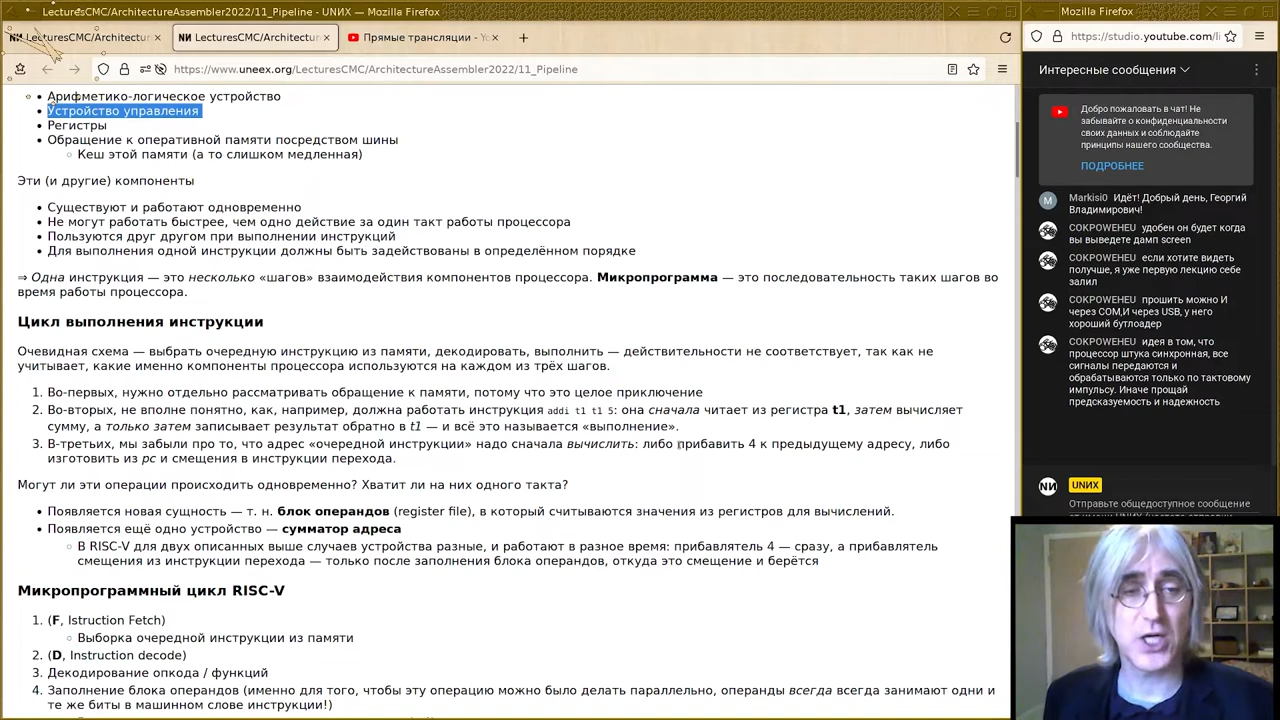 LecturesCMC/ArchitectureAssembler2022/11_Pipeline - UNИX — Mozilla Firefox
Mozilla Firefox
LecturesCMC/Architectur
LecturesCMC/Architectur
Прямые трансляции - Yo
https://www.uneex.org/LecturesCMC/ArchitectureAssembler2022/11_Pipeline
https://studio.youtube.com/li
Арифметико-логическое устройство
Устройство управления
Регистры
Обращение к оперативной памяти посредством шины
Кеш этой памяти (а то слишком медленная)
Эти (и другие) компоненты
Существуют и работают одновременно
Не могут работать быстрее, чем одно действие за один такт работы процессора
Пользуются друг другом при выполнении инструкций
Для выполнения одной инструкции должны быть задействованы в определённом порядке
⇒ Одна инструкция — это несколько «шагов» взаимодействия компонентов процессора. Микропрограмма — это последовательность таких шагов во
время работы процессора.
Цикл выполнения инструкции
Очевидная схема — выбрать очередную инструкцию из памяти, декодировать, выполнить — действительности не соответствует, так как не
учитывает, какие именно компоненты процессора используются на каждом из трёх шагов.
1. Во-первых, нужно отдельно рассматривать обращение к памяти, потому что это целое приключение
2. Во-вторых, не вполне понятно, как, например, должна работать инструкция addi t1 t1 5: она сначала читает из регистра t1, затем вычисляет
сумму, а только затем записывает результат обратно в t1 — и всё это называется «выполнение».
3. В-третьих, мы забыли про то, что адрес «очередной инструкции» надо сначала вычислить: либо прибавить 4 к предыдущему адресу, либо
изготовить из pc и смещения в инструкции перехода.
Могут ли эти операции происходить одновременно? Хватит ли на них одного такта?
Появляется новая сущность — т. н. блок операндов (register file), в который считываются значения из регистров для вычислений.
Появляется ещё одно устройство — сумматор адреса
В RISC-V для двух описанных выше случаев устройства разные, и работают в разное время: прибавлятель 4 — сразу, а прибавлятель
смещения из инструкции перехода — только после заполнения блока операндов, откуда это смещение и берётся
Микропрограммный цикл RISC-V
1. (F, Istruction Fetch)
Выборка очередной инструкции из памяти
2. (D, Instruction decode)
3. Декодирование опкода / функций
4. Заполнение блока операндов (именно для того, чтобы эту операцию можно было делать параллельно, операнды всегда всегда занимают одни и
те же биты в машинном слове инструкции!)
Интересные сообщения
Добро пожаловать в чат! Не
забывайте о конфиденциальности
своих данных и соблюдайте
принципы нашего сообщества.
ПОДРОБНЕЕ
M
Markisi0 Идёт! Добрый день, Георгий
Владимирович!
COKPOWEHEU удобен он будет когда
вы выведете дамп screen
COKPOWEHEU если хотите видеть
получше, я уже первую лекцию себе
залил
COKPOWEHEU прошить можно И
через COM,И через USB, у него
хороший бутлоадер
COKPOWEHEU идея в том, что
процессор штука синхронная, все
сигналы передаются и
обрабатываются только по тактовому
импульсу. Иначе прощай
предсказуемость и надежность
NИ
UNИX
Отправьте общедоступное сообщение